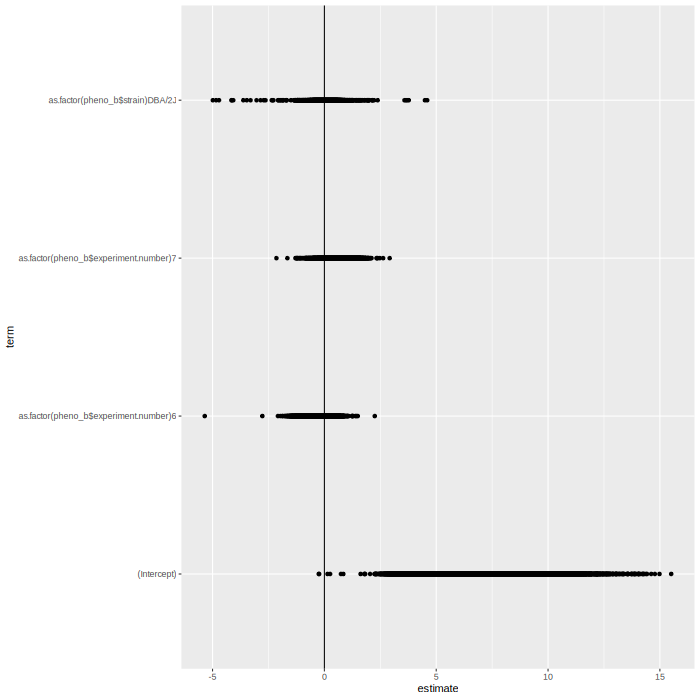 as.factor(pheno_b$strain)DBA/2J
as.factor(pheno_b$experiment.number)7
term
as.factor(pheno_b$experiment.number)6
(Intercept)
-5 0 5 10 15
estimate